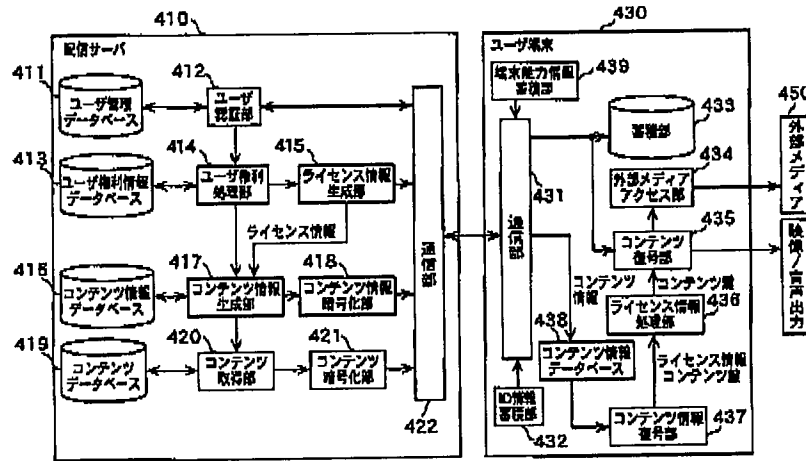 410
配信サーバ
411
ユーザ管理
データベース
412
ユーザ
認証部
413
ユーザ権利情報
データベース
414
ユーザ権利
処理部
415
ライセンス情報
生成部
ライセンス情報
416
コンテンツ情報
データベース
417
コンテンツ情報
生成部
418
コンテンツ情報
暗号化部
419
コンテンツ
データベース
420
コンテンツ
取得部
421
コンテンツ
暗号化部
通信部
422
430
ユーザ端末
端末能力情報
蓄積部
439
433
蓄積部
431
通信部
434
外部メディア
アクセス部
435
コンテンツ
復号部
コンテンツ
情報
コンテンツ鍵
436
ライセンス情報
処理部
438
コンテンツ情報
データベース
ライセンス情報
コンテンツ鍵
ID情報
蓄積部
432
コンテンツ情報
復号部
437
450
外部メディア
映像/音声出力